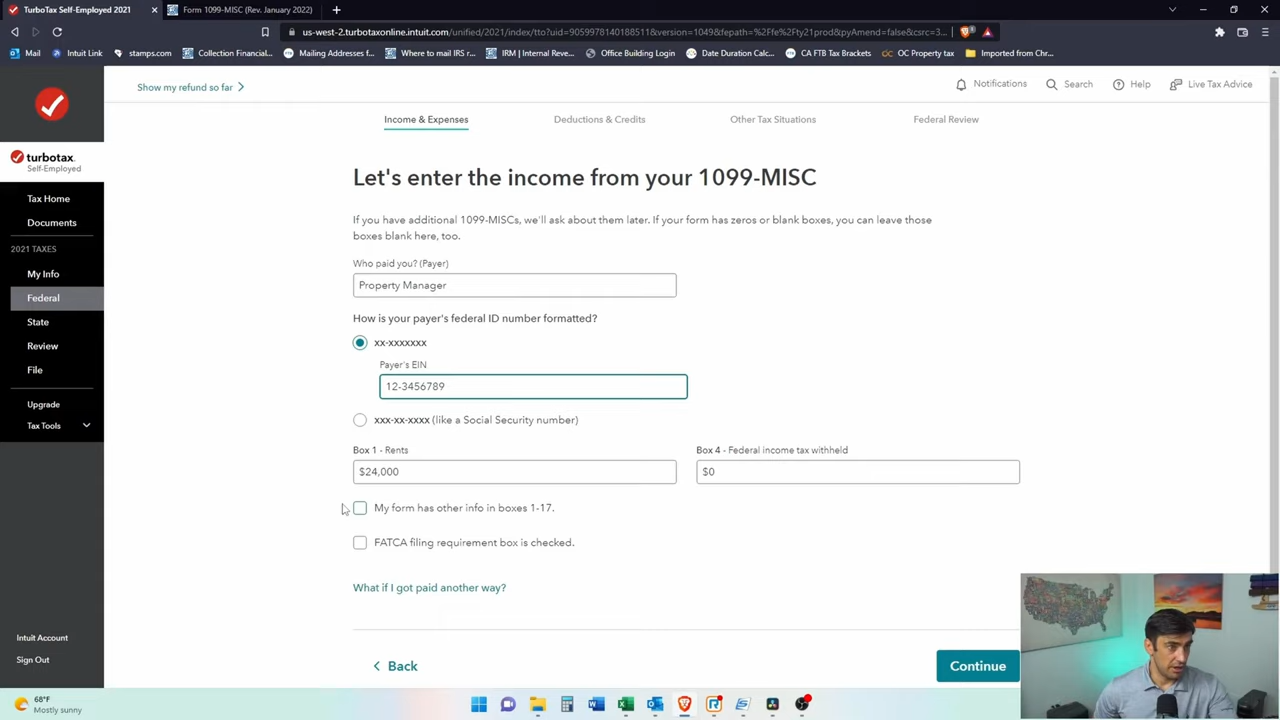 TurboTax Self-Employed 2021
Form 1099-MISC (Rev. January 2022)
us-west-2.turbotaxonline.intuit.com/unified/2021/index.html?uid=9059978140188511&version=1049&fepath=%2Ffe%2Fty21prod&pyAmend=false&csrc=3...
Mail
Intuit Link
stamps.com
Collection Financial...
Mailing Addresses f...
Where to mail IRS r...
IRM | Internal Reve...
Office Building Login
Date Duration Calc...
CA FTB Tax Brackets
OC Property tax
Imported from Chr...
Show my refund so far
Notifications
Search
Help
Live Tax Advice
turbotax
Self-Employed
Tax Home
Documents
2021 TAXES
My Info
Federal
State
Review
File
Upgrade
Tax Tools
Intuit Account
Sign Out
Income & Expenses
Deductions & Credits
Other Tax Situations
Federal Review
Let's enter the income from your 1099-MISC
If you have additional 1099-MISCs, we'll ask about them later. If your form has zeros or blank boxes, you can leave those
boxes blank here, too.
Who paid you? (Payer)
Property Manager
How is your payer's federal ID number formatted?
xx-xxxxxxx
Payer's EIN
12-3456789
xxx-xx-xxxx (like a Social Security number)
Box 1 - Rents
Box 4 - Federal income tax withheld
$24,000
$0
My form has other info in boxes 1-17.
FATCA filing requirement box is checked.
What if I got paid another way?
Back
Continue
68°F
Mostly sunny